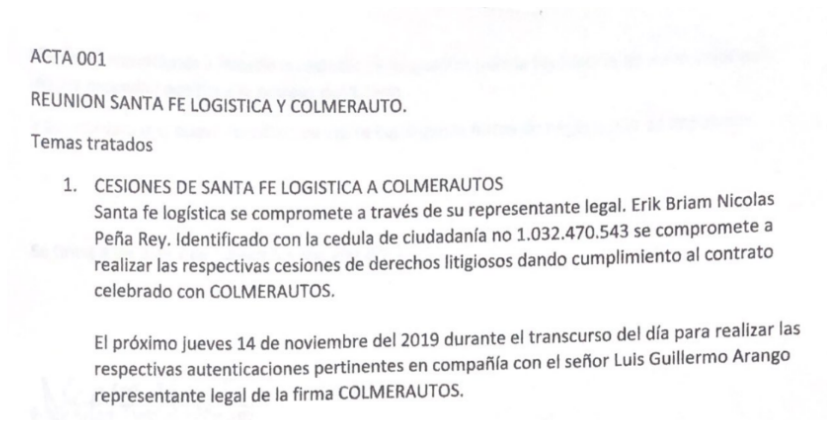 ACTA 001
REUNION SANTA FE LOGISTICA Y COLMERAUTO.
Temas tratados
1. CESIONES DE SANTA FE LOGISTICA A COLMERAUTOS
Santa fe logística se compromete a través de su representante legal. Erik Briam Nicolas
Peña Rey. Identificado con la cedula de ciudadanía no 1.032.470.543 se compromete a
realizar las respectivas cesiones de derechos litigiosos dando cumplimiento al contrato
celebrado con COLMERAUTOS.
El próximo jueves 14 de noviembre del 2019 durante el transcurso del día para realizar las
respectivas autenticaciones pertinentes en compañía con el señor Luis Guillermo Arango
representante legal de la firma COLMERAUTOS.